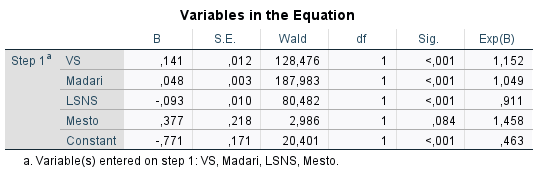 Variables in the Equation
B S.E. Wald df Sig. Exp(B)
Step 1a VS ,141 ,012 128,476 1 <,001 1,152
Madari ,048 ,003 187,983 1 <,001 1,049
LSNS -,093 ,010 80,482 1 <,001 ,911
Mesto ,377 ,218 2,986 1 ,084 1,458
Constant -,771 ,171 20,401 1 <,001 ,463
a. Variable(s) entered on step 1: VS, Madari, LSNS, Mesto.